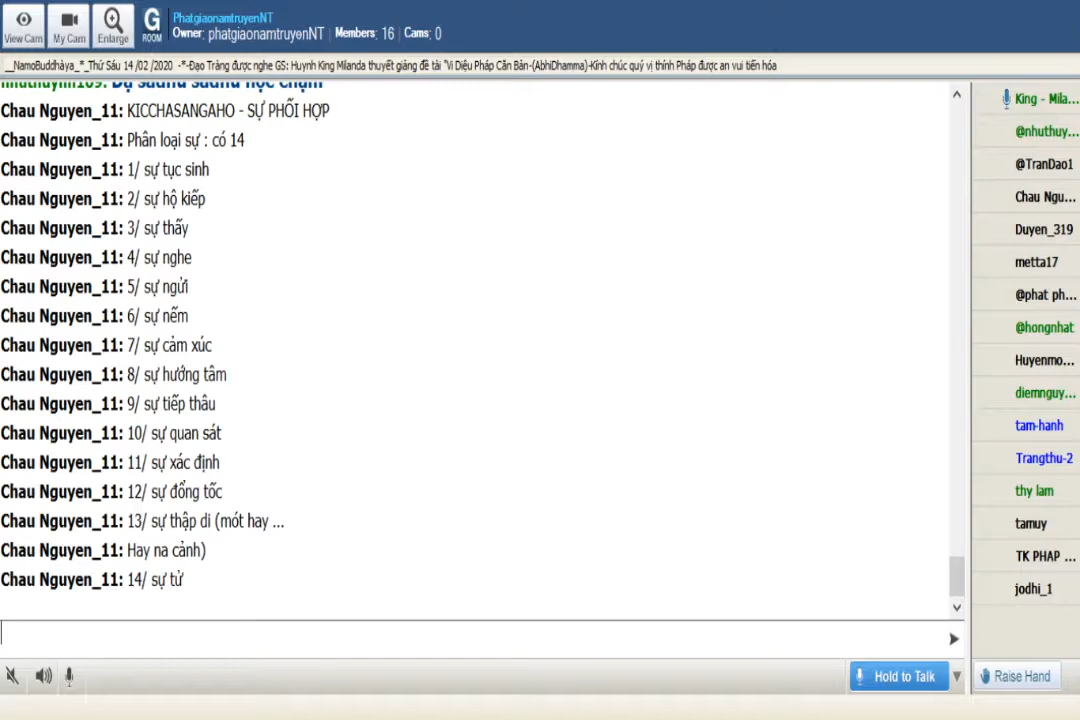 PhatgiaonamtruyenNT
Owner: phatgiaonamtruyenNT Members: 16 Cams: 0
View Cam My Cam Enlarge G ROOM
__NamoBuddhàya_*_Thứ Sáu 14 /02 /2020 -*-Đạo Tràng được nghe GS: Huynh King Milanda thuyết giảng đề tài "Vi Diệu Pháp Căn Bản-(AbhiDhamma)-Kính chúc quý vị thính Pháp được an vui tiến hóa
Chau Nguyen_11: KICCHASANGAHO - SỰ PHỐI HỢP
Chau Nguyen_11: Phân loại sự : có 14
Chau Nguyen_11: 1/ sự tục sinh
Chau Nguyen_11: 2/ sự hộ kiếp
Chau Nguyen_11: 3/ sự thấy
Chau Nguyen_11: 4/ sự nghe
Chau Nguyen_11: 5/ sự ngửi
Chau Nguyen_11: 6/ sự nếm
Chau Nguyen_11: 7/ sự cảm xúc
Chau Nguyen_11: 8/ sự hướng tâm
Chau Nguyen_11: 9/ sự tiếp thâu
Chau Nguyen_11: 10/ sự quan sát
Chau Nguyen_11: 11/ sự xác định
Chau Nguyen_11: 12/ sự đổng tốc
Chau Nguyen_11: 13/ sự thập di (mót hay ...
Chau Nguyen_11: Hay na cảnh)
Chau Nguyen_11: 14/ sự tử
King - Mila...
@nhuthuy...
@TranDao1
Chau Ngu...
Duyen_319
metta17
@phat ph...
@hongnhat
Huyenmo...
diemnguy...
tam-hanh
Trangthu-2
thy lam
tamuy
TK PHAP ...
jodhi_1
Hold to Talk
Raise Hand